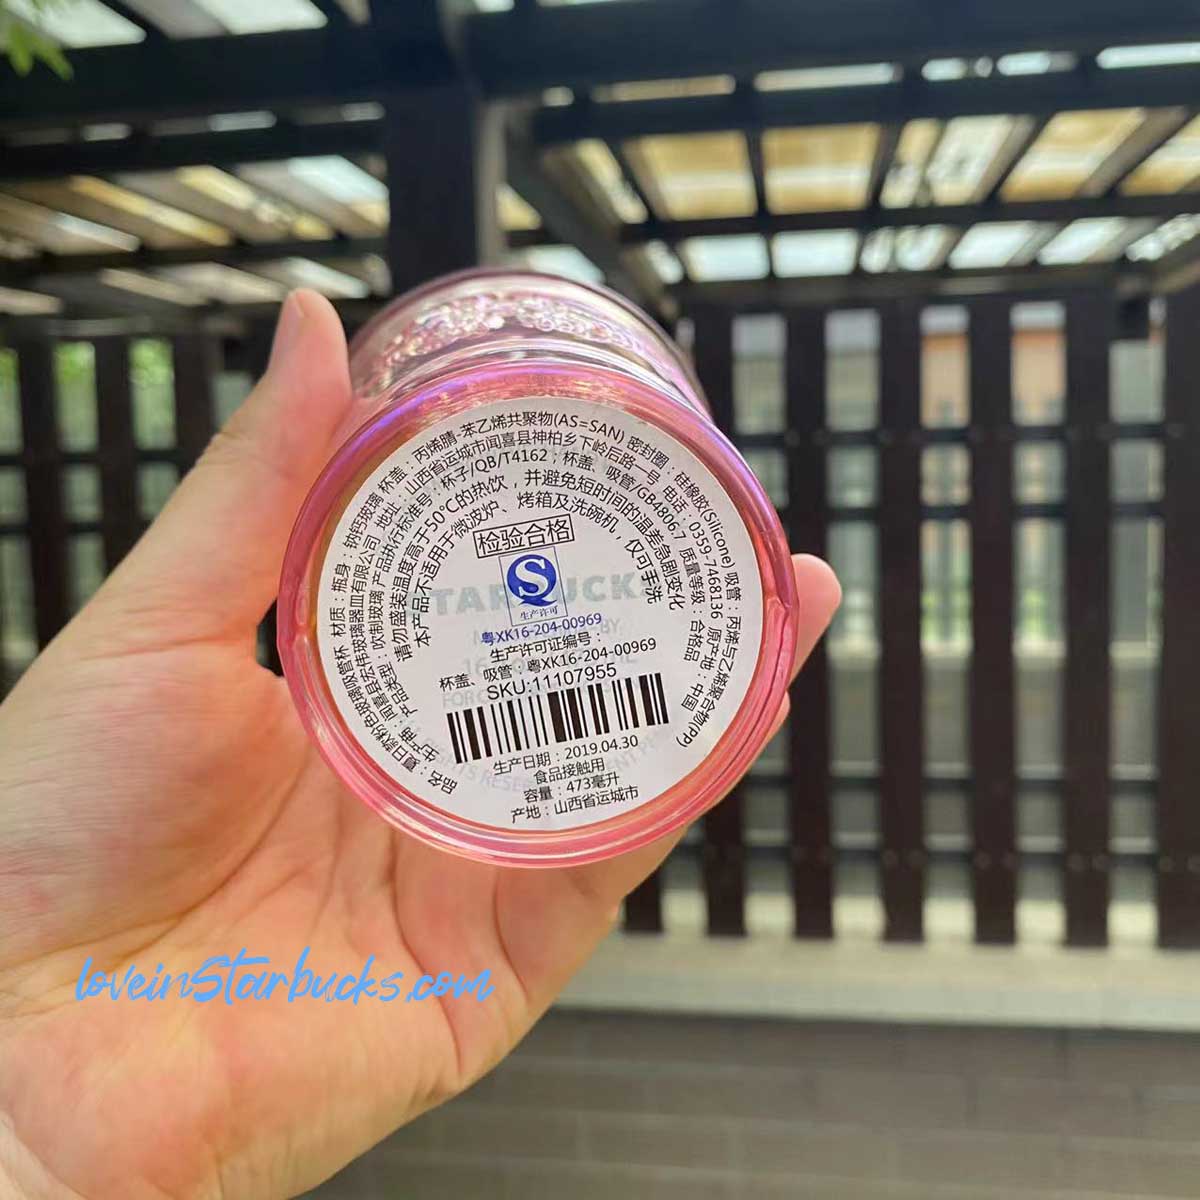 品名：夏日款粉色玻璃吸管杯 材质：瓶身：钠钙玻璃 杯盖：丙烯腈-苯乙烯共聚物(AS=SAN) 密封圈：硅橡胶(Silicone) 吸管：丙烯与乙烯聚合物(PP)
生产商：闻喜县宏伟玻璃器皿有限公司 地址：山西省运城市闻喜县神柏乡下岭后路一号 电话：0359-7468136 原产地：中国
产品类型：吹制玻璃 产品执行标准号：杯子/QB/T4162；杯盖、吸管/GB4806.7 质量等级：合格品
请勿盛装温度高于50°C的热饮，并避免短时间的温差急剧变化
本产品不适用于微波炉、烤箱及洗碗机，仅可手洗
检验合格
生产许可
粤XK16-204-00969
生产许可证编号：
杯盖、吸管：粤XK16-204-00969
SKU:11107955
生产日期：2019.04.30
食品接触用
容量：473毫升
产地：山西省运城市
STARBUCKS
loveinStarbucks.com